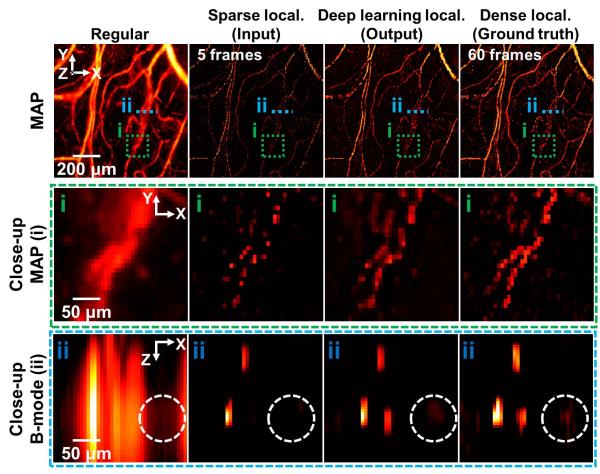 Regular
Sparse local.
(Input)
Deep learning local.
(Output)
Dense local.
(Ground truth)
MAP
Y
Z X
ii
i
200 µm
5 frames
ii
i
ii
i
60 frames
ii
i
Close-up
MAP (i)
i
Y
X
50 µm
i
i
i
Close-up
B-mode (ii)
ii
X
Z
50 µm
ii
ii
ii